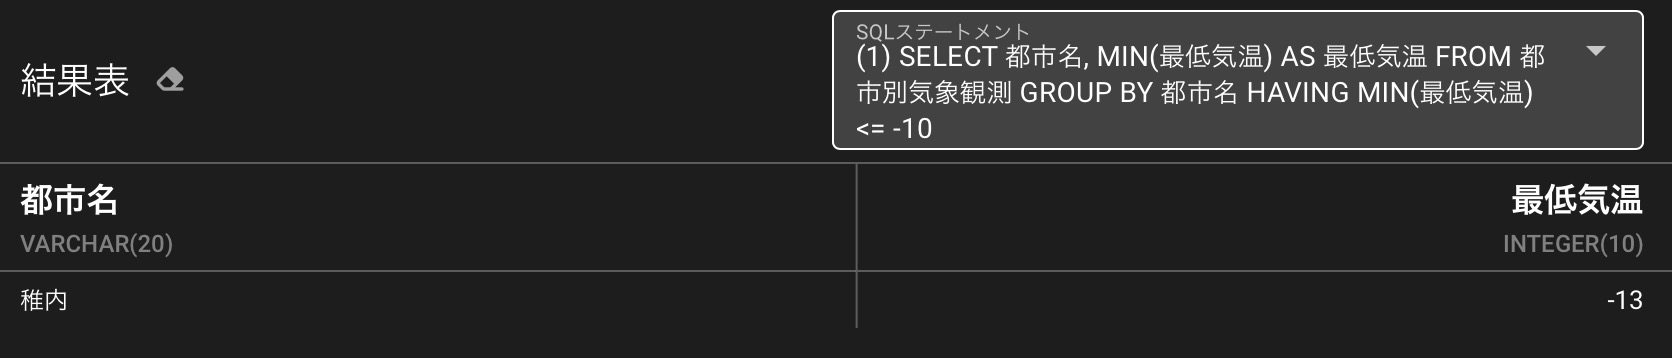 結果表
SQLステートメント
(1) SELECT 都市名, MIN(最低気温) AS 最低気温 FROM 都
市別気象観測 GROUP BY 都市名 HAVING MIN(最低気温)
<= -10
都市名
最低気温
VARCHAR(20)
INTEGER(10)
稚内
-13